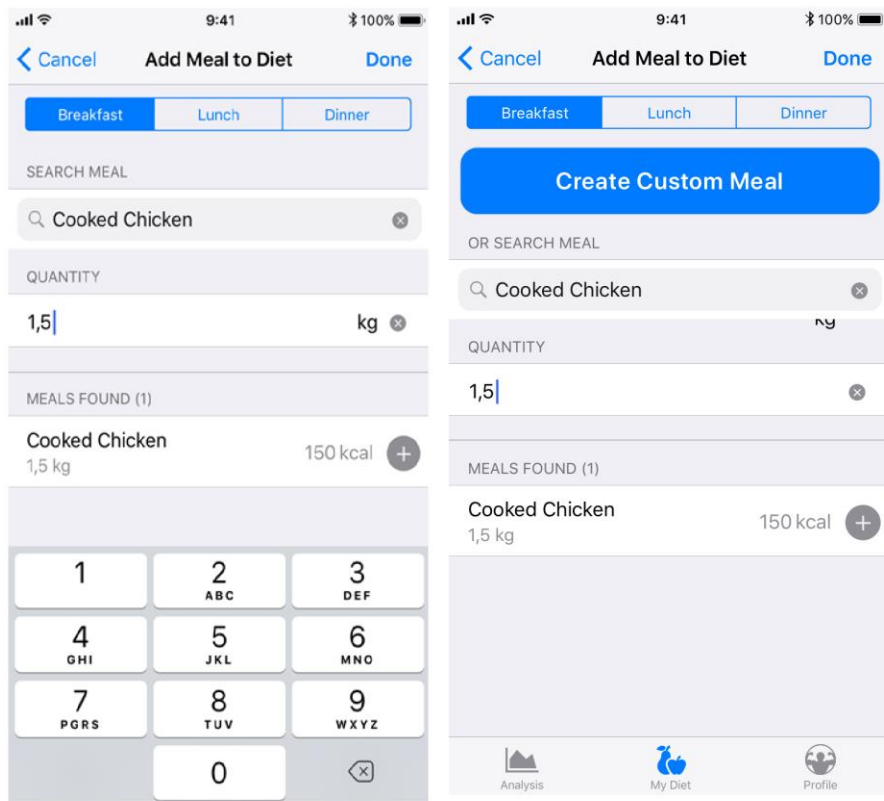 9:41
100%
Cancel
Add Meal to Diet
Done
Breakfast
Lunch
Dinner
SEARCH MEAL
Cooked Chicken
QUANTITY
1,5
kg
MEALS FOUND (1)
Cooked Chicken
1,5 kg
150 kcal
1
2
ABC
3
DEF
4
GHI
5
JKL
6
MNO
7
PGRS
8
TUV
9
WXYZ
0
9:41
100%
Cancel
Add Meal to Diet
Done
Breakfast
Lunch
Dinner
Create Custom Meal
OR SEARCH MEAL
Cooked Chicken
kg
QUANTITY
1,5
MEALS FOUND (1)
Cooked Chicken
1,5 kg
150 kcal
Analysis
My Diet
Profile